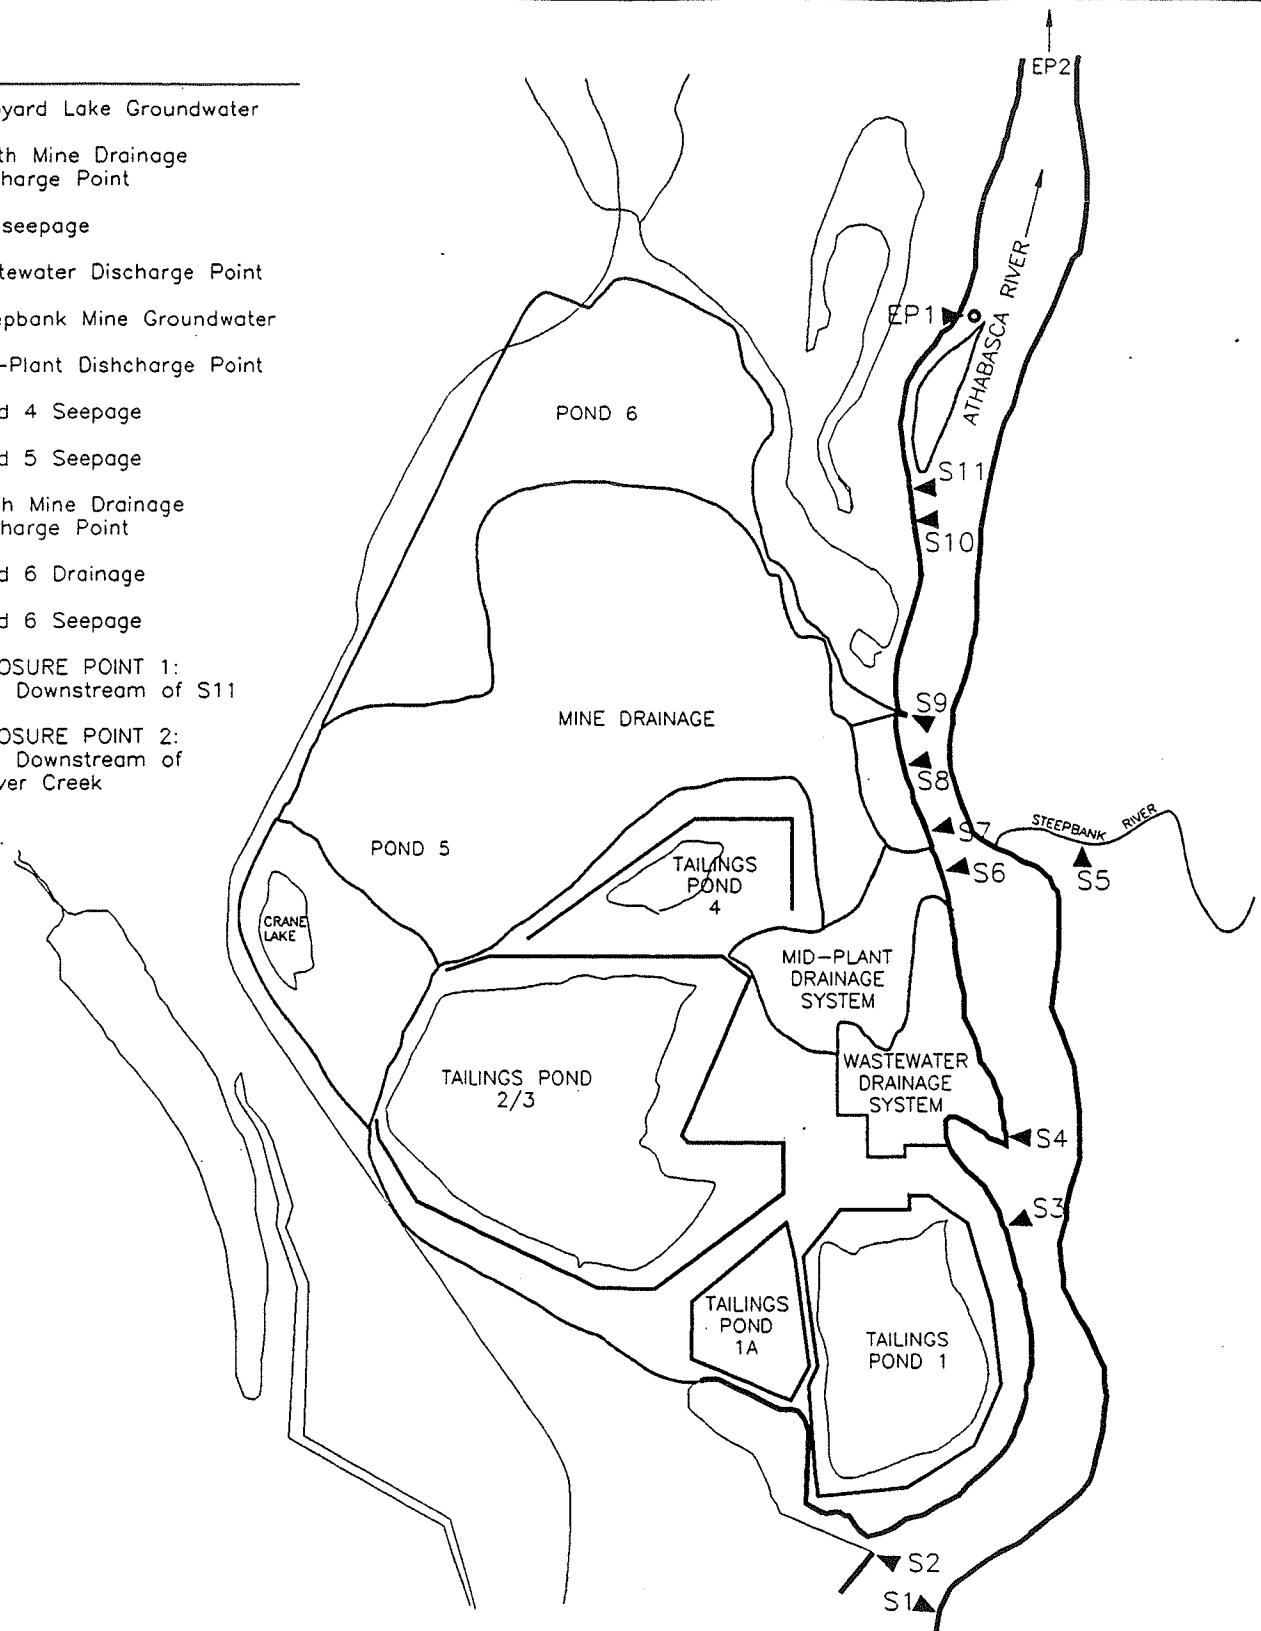 yard Lake Groundwater
th Mine Drainage
harge Point
seepage
tewater Discharge Point
epbank Mine Groundwater
-Plant Dishcharge Point
d 4 Seepage
d 5 Seepage
h Mine Drainage
harge Point
d 6 Drainage
d 6 Seepage
OSURE POINT 1:
Downstream of S11
OSURE POINT 2:
Downstream of
ver Creek
EP2
ATHABASCA RIVER
EP1
POND 6
S11
S10
S9
MINE DRAINAGE
S8
STEEPBANK RIVER
S7
POND 5
TAILINGS
POND
4
S6
S5
CRANE
LAKE
MID-PLANT
DRAINAGE
SYSTEM
WASTEWATER
DRAINAGE
SYSTEM
TAILINGS POND
2/3
S4
S3
TAILINGS
POND
1A
TAILINGS
POND 1
S2
S1